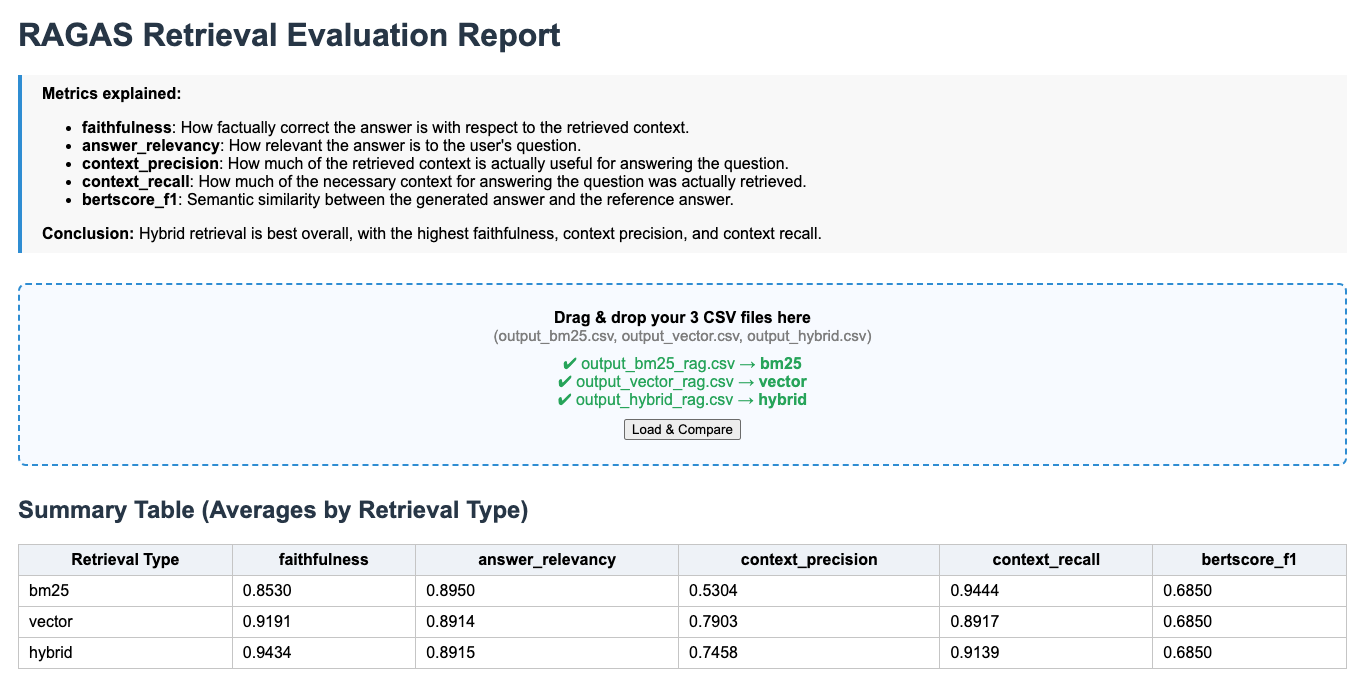 RAGAS Retrieval Evaluation Report
Metrics explained:
• faithfulness: How factually correct the answer is with respect to the retrieved context.
• answer_relevancy: How relevant the answer is to the user's question.
• context_precision: How much of the retrieved context is actually useful for answering the question.
• context_recall: How much of the necessary context for answering the question was actually retrieved.
• bertscore_f1: Semantic similarity between the generated answer and the reference answer.
Conclusion: Hybrid retrieval is best overall, with the highest faithfulness, context precision, and context recall.
Drag & drop your 3 CSV files here
(output_bm25.csv, output_vector.csv, output_hybrid.csv)
✔ output_bm25_rag.csv → bm25
✔ output_vector_rag.csv → vector
✔ output_hybrid_rag.csv → hybrid
Load & Compare
Summary Table (Averages by Retrieval Type)
Retrieval Type faithfulness answer_relevancy context_precision context_recall bertscore_f1
bm25 0.8530 0.8950 0.5304 0.9444 0.6850
vector 0.9191 0.8914 0.7903 0.8917 0.6850
hybrid 0.9434 0.8915 0.7458 0.9139 0.6850